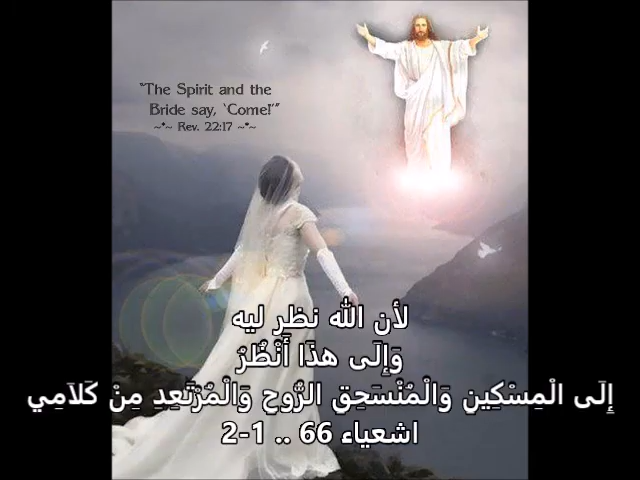 "The Spirit and the
Bride say, 'Come!'"
~*~ Rev. 22:17 ~*~
لأن الله نظر ليه
وَإِلَى هذَا أَنْظُرُ
إِلَى الْمِسْكِينِ وَالْمُنْسَحِقِ الرُّوحِ وَالْمُرْتَعِدِ مِنْ كَلاَمِي
اشعياء 66 .. 1-2